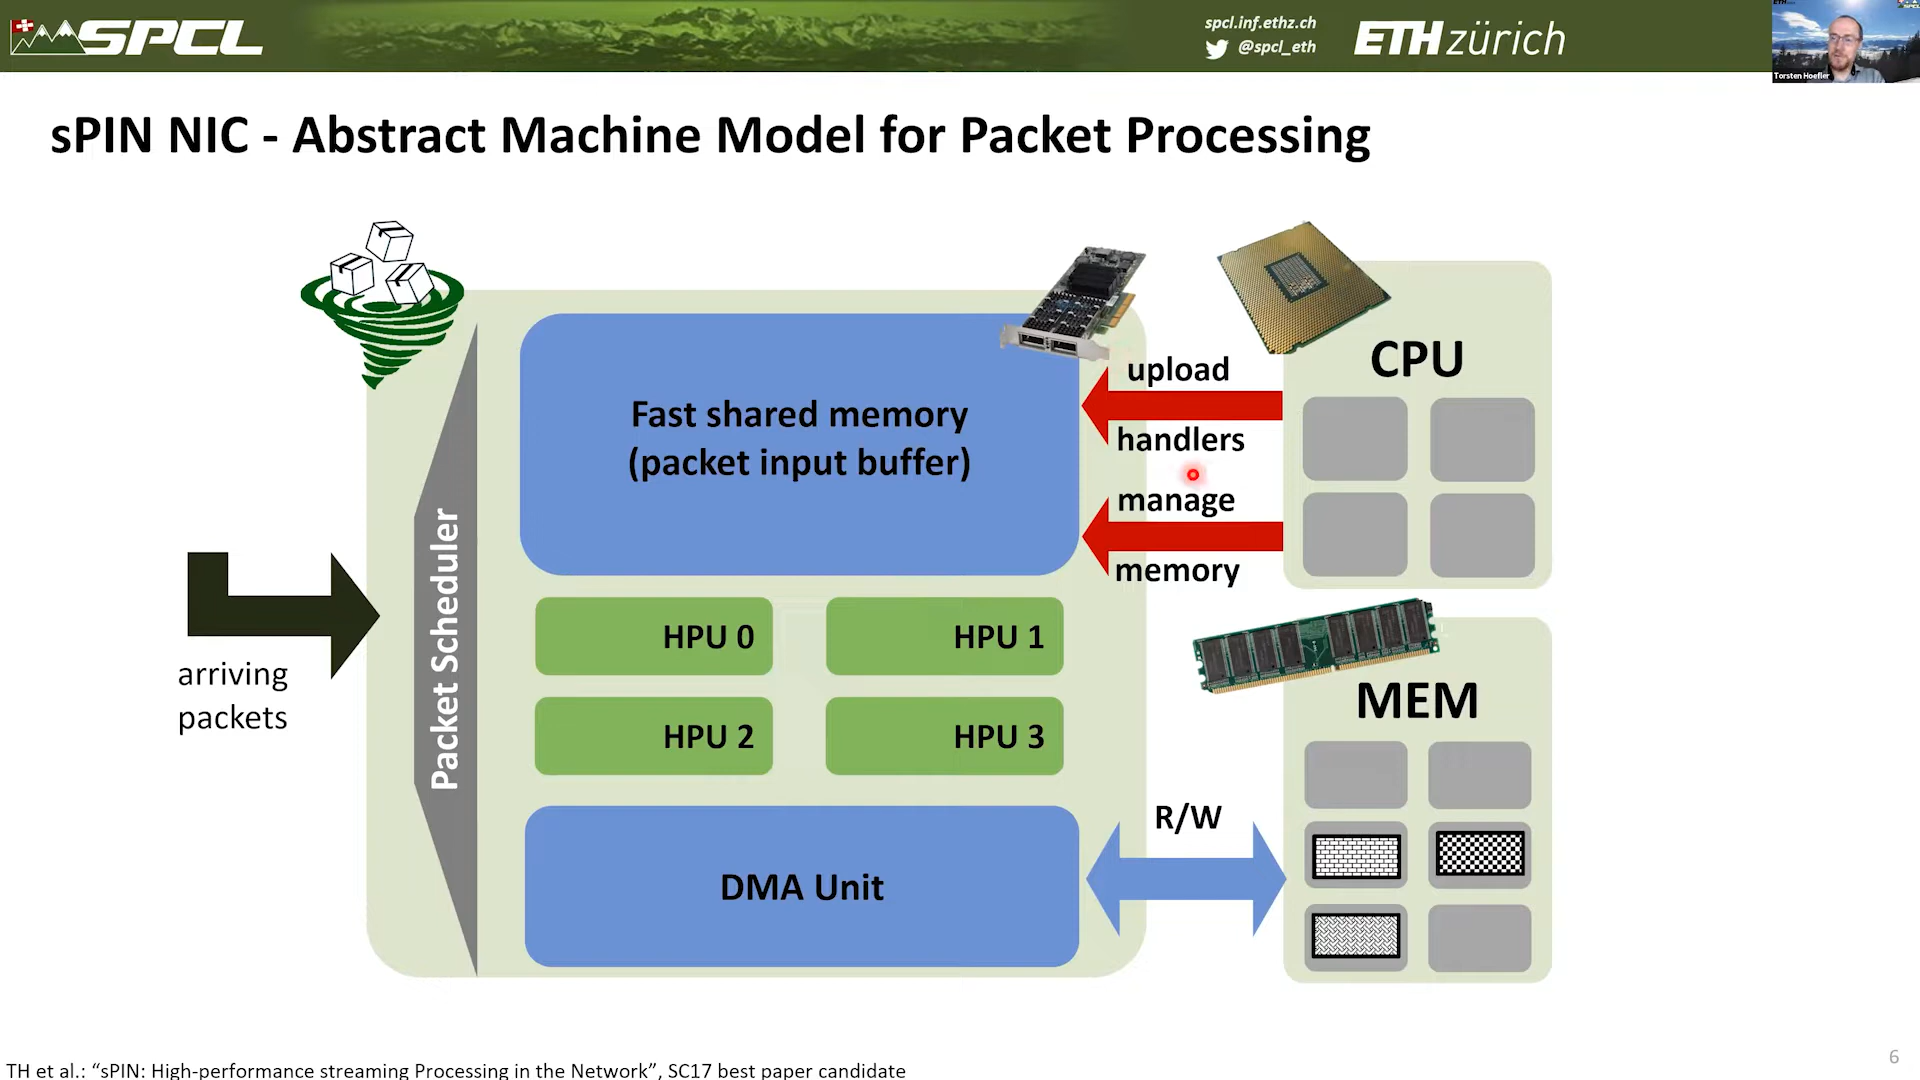 SPCL
spcl.inf.ethz.ch
@spcl_eth
ETH zürich
Torsten Hoefler
sPIN NIC - Abstract Machine Model for Packet Processing
Fast shared memory
(packet input buffer)
upload
handlers
manage
memory
CPU
Packet Scheduler
arriving
packets
HPU 0
HPU 1
HPU 2
HPU 3
MEM
R/W
DMA Unit
TH et al.: “sPIN: High-performance streaming Processing in the Network”, SC17 best paper candidate
6